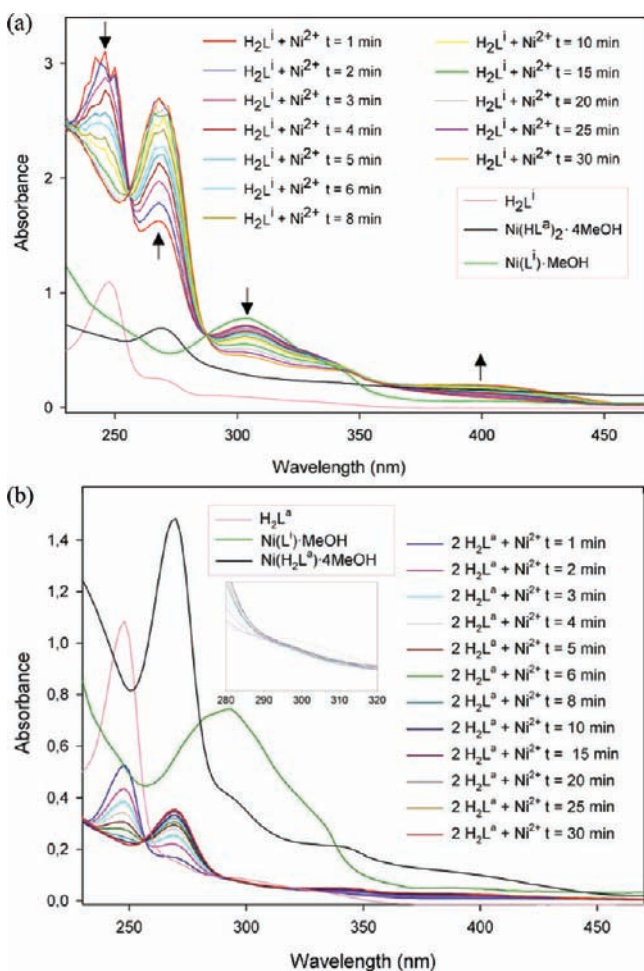 (a)
3
2
1
0
Absorbance
250
300
350
400
450
Wavelength (nm)
H₂Lⁱ + Ni²⁺ t = 1 min
H₂Lⁱ + Ni²⁺ t = 2 min
H₂Lⁱ + Ni²⁺ t = 3 min
H₂Lⁱ + Ni²⁺ t = 4 min
H₂Lⁱ + Ni²⁺ t = 5 min
H₂Lⁱ + Ni²⁺ t = 6 min
H₂Lⁱ + Ni²⁺ t = 8 min
H₂Lⁱ + Ni²⁺ t = 10 min
H₂Lⁱ + Ni²⁺ t = 15 min
H₂Lⁱ + Ni²⁺ t = 20 min
H₂Lⁱ + Ni²⁺ t = 25 min
H₂Lⁱ + Ni²⁺ t = 30 min
H₂Lⁱ
Ni(HLᵃ)₂·4MeOH
Ni(Lⁱ)·MeOH
(b)
1,4
1,2
1,0
0,8
0,6
0,4
0,2
0,0
Absorbance
250
300
350
400
450
Wavelength (nm)
H₂Lᵃ
Ni(Lⁱ)·MeOH
Ni(H₂Lᵃ)·4MeOH
280
290
300
310
320
2 H₂Lᵃ + Ni²⁺ t = 1 min
2 H₂Lᵃ + Ni²⁺ t = 2 min
2 H₂Lᵃ + Ni²⁺ t = 3 min
2 H₂Lᵃ + Ni²⁺ t = 4 min
2 H₂Lᵃ + Ni²⁺ t = 5 min
2 H₂Lᵃ + Ni²⁺ t = 6 min
2 H₂Lᵃ + Ni²⁺ t = 8 min
2 H₂Lᵃ + Ni²⁺ t = 10 min
2 H₂Lᵃ + Ni²⁺ t = 15 min
2 H₂Lᵃ + Ni²⁺ t = 20 min
2 H₂Lᵃ + Ni²⁺ t = 25 min
2 H₂Lᵃ + Ni²⁺ t = 30 min